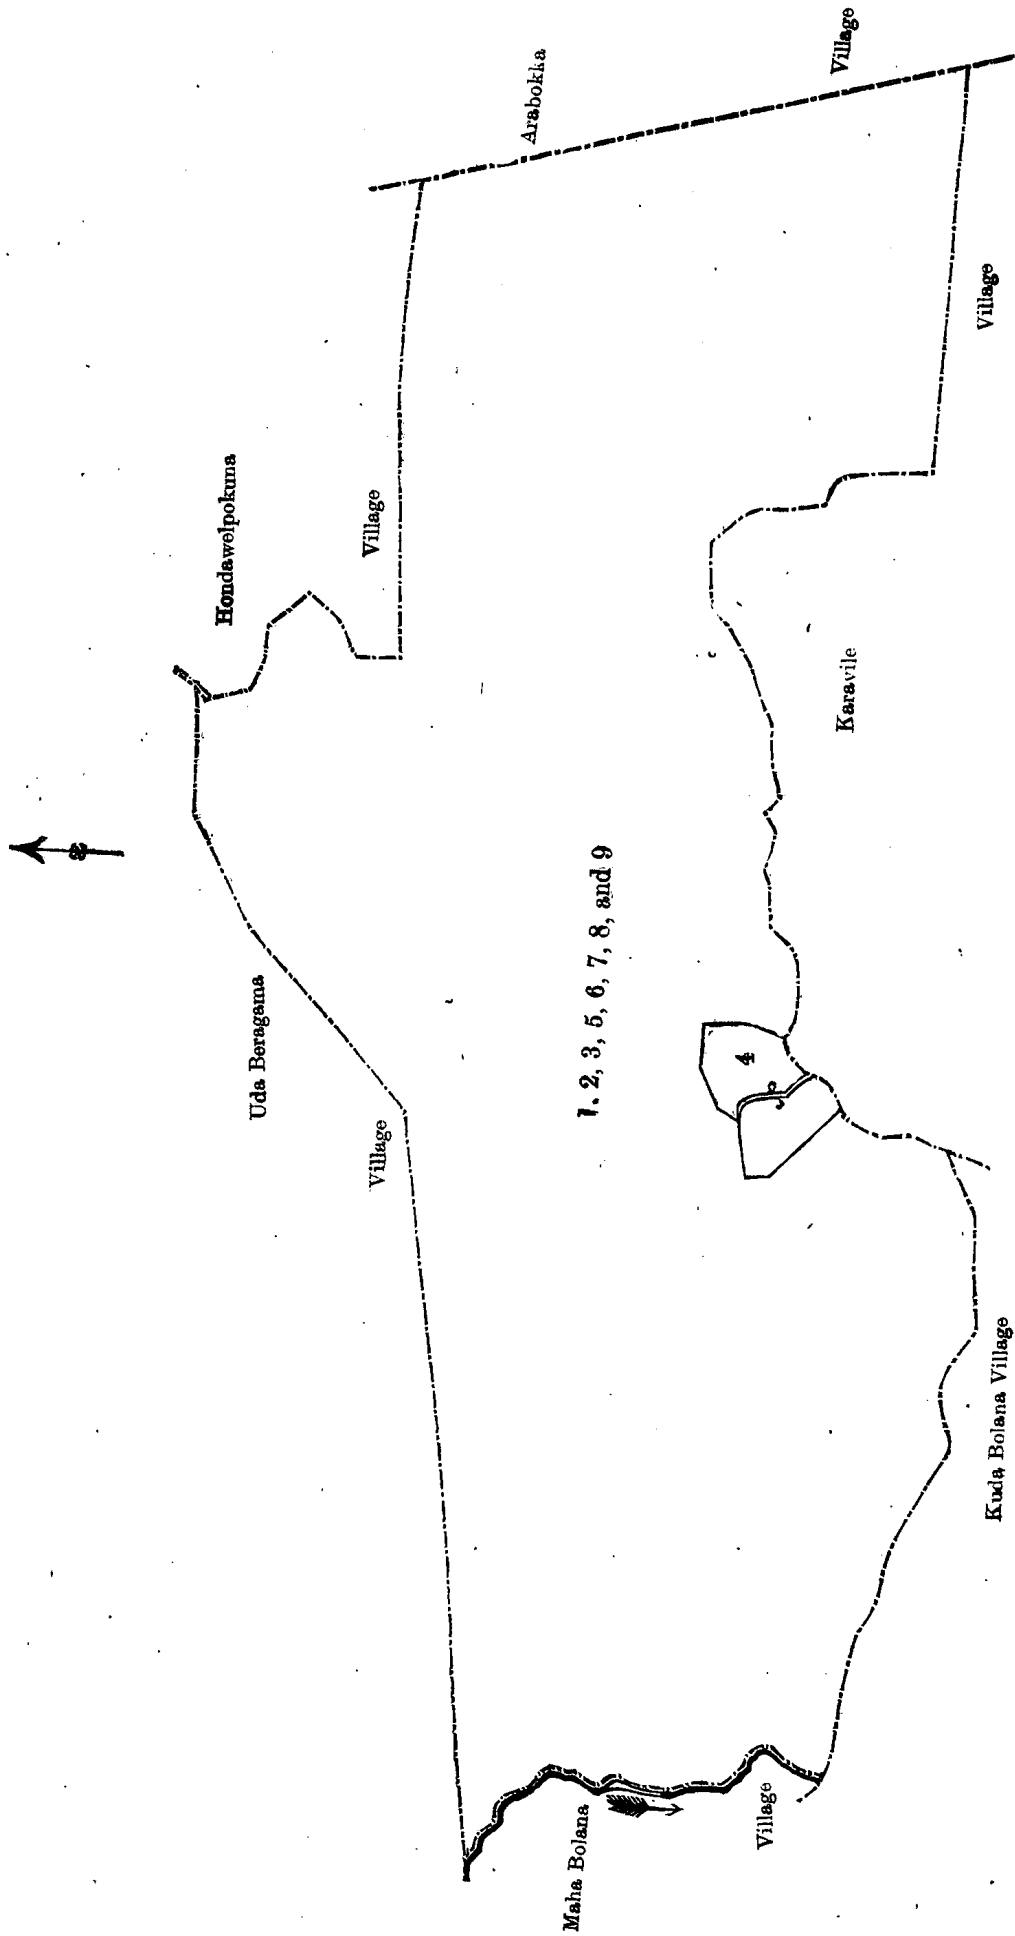 Hondawelpokuna
Village
Uda Beragama
Village
Arabokka
Village
1, 2, 3, 5, 6, 7, 8, and 9
4
Karavile
Village
Maha Bolana
Village
Kuda Bolana Village